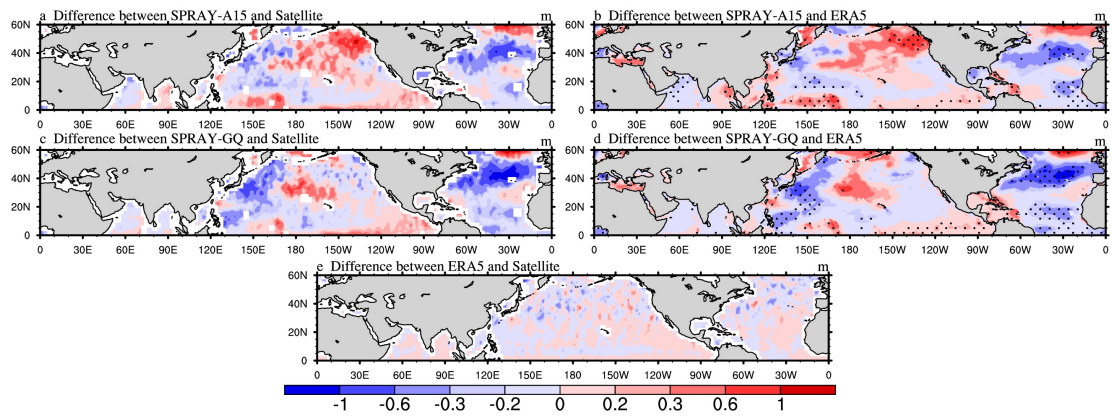 a Difference between SPRAY-A15 and Satellite m
60N
40N
20N
0
0 30E 60E 90E 120E 150E 180 150W 120W 90W 60W 30W 0
b Difference between SPRAY-A15 and ERA5 m
60N
40N
20N
0
0 30E 60E 90E 120E 150E 180 150W 120W 90W 60W 30W 0
c Difference between SPRAY-GQ and Satellite m
60N
40N
20N
0
0 30E 60E 90E 120E 150E 180 150W 120W 90W 60W 30W 0
d Difference between SPRAY-GQ and ERA5 m
60N
40N
20N
0
0 30E 60E 90E 120E 150E 180 150W 120W 90W 60W 30W 0
e Difference between ERA5 and Satellite m
60N
40N
20N
0
0 30E 60E 90E 120E 150E 180 150W 120W 90W 60W 30W 0
-1 -0.6 -0.3 -0.2 0 0.2 0.3 0.6 1